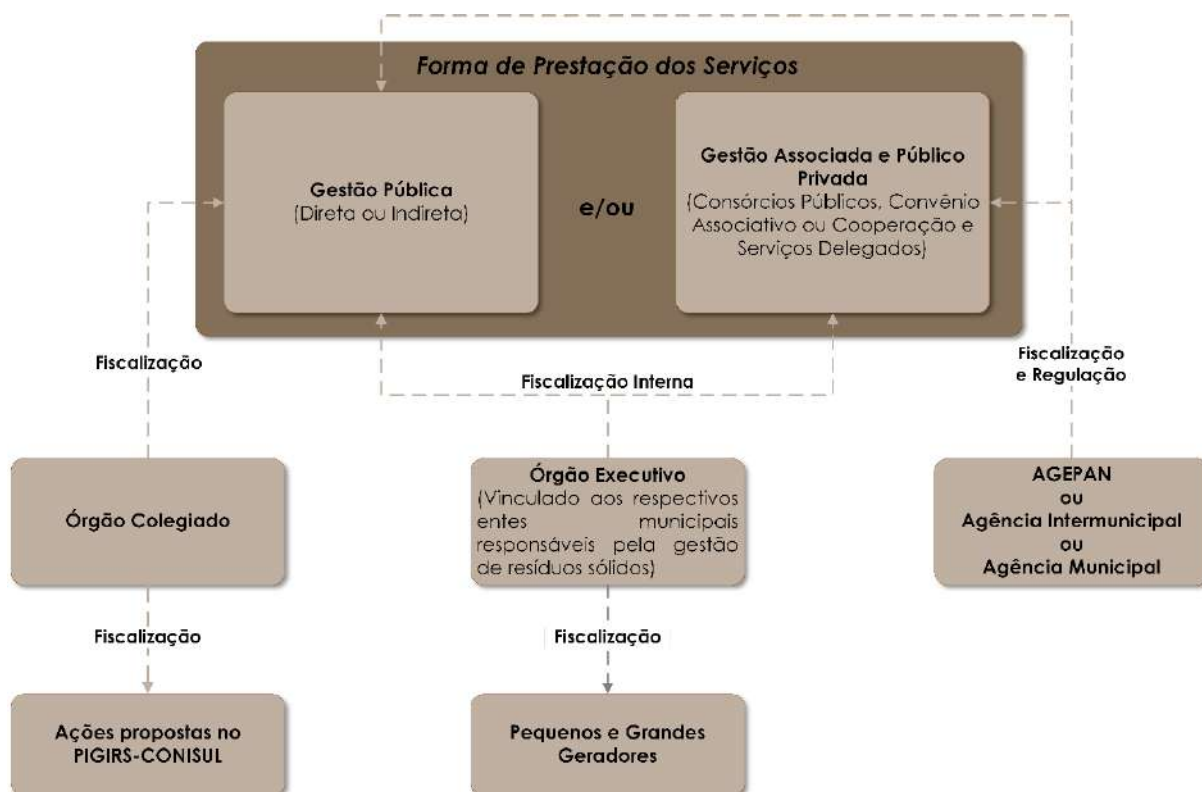 Forma de Prestação dos Serviços
Gestão Pública
(Direta ou Indireta)
e/ou
Gestão Associada e Público
Privada
(Consórcios Públicos, Convênio
Associativo ou Cooperação e
Serviços Delegados)
Fiscalização
Fiscalização Interna
Fiscalização
e Regulação
Órgão Colegiado
Órgão Executivo
(Vinculado aos respectivos
entes municipais
responsáveis pela gestão
de resíduos sólidos)
AGEPAN
ou
Agência Intermunicipal
ou
Agência Municipal
Fiscalização
Fiscalização
Ações propostas no
PIGIRS-CONISUL
Pequenos e Grandes
Geradores